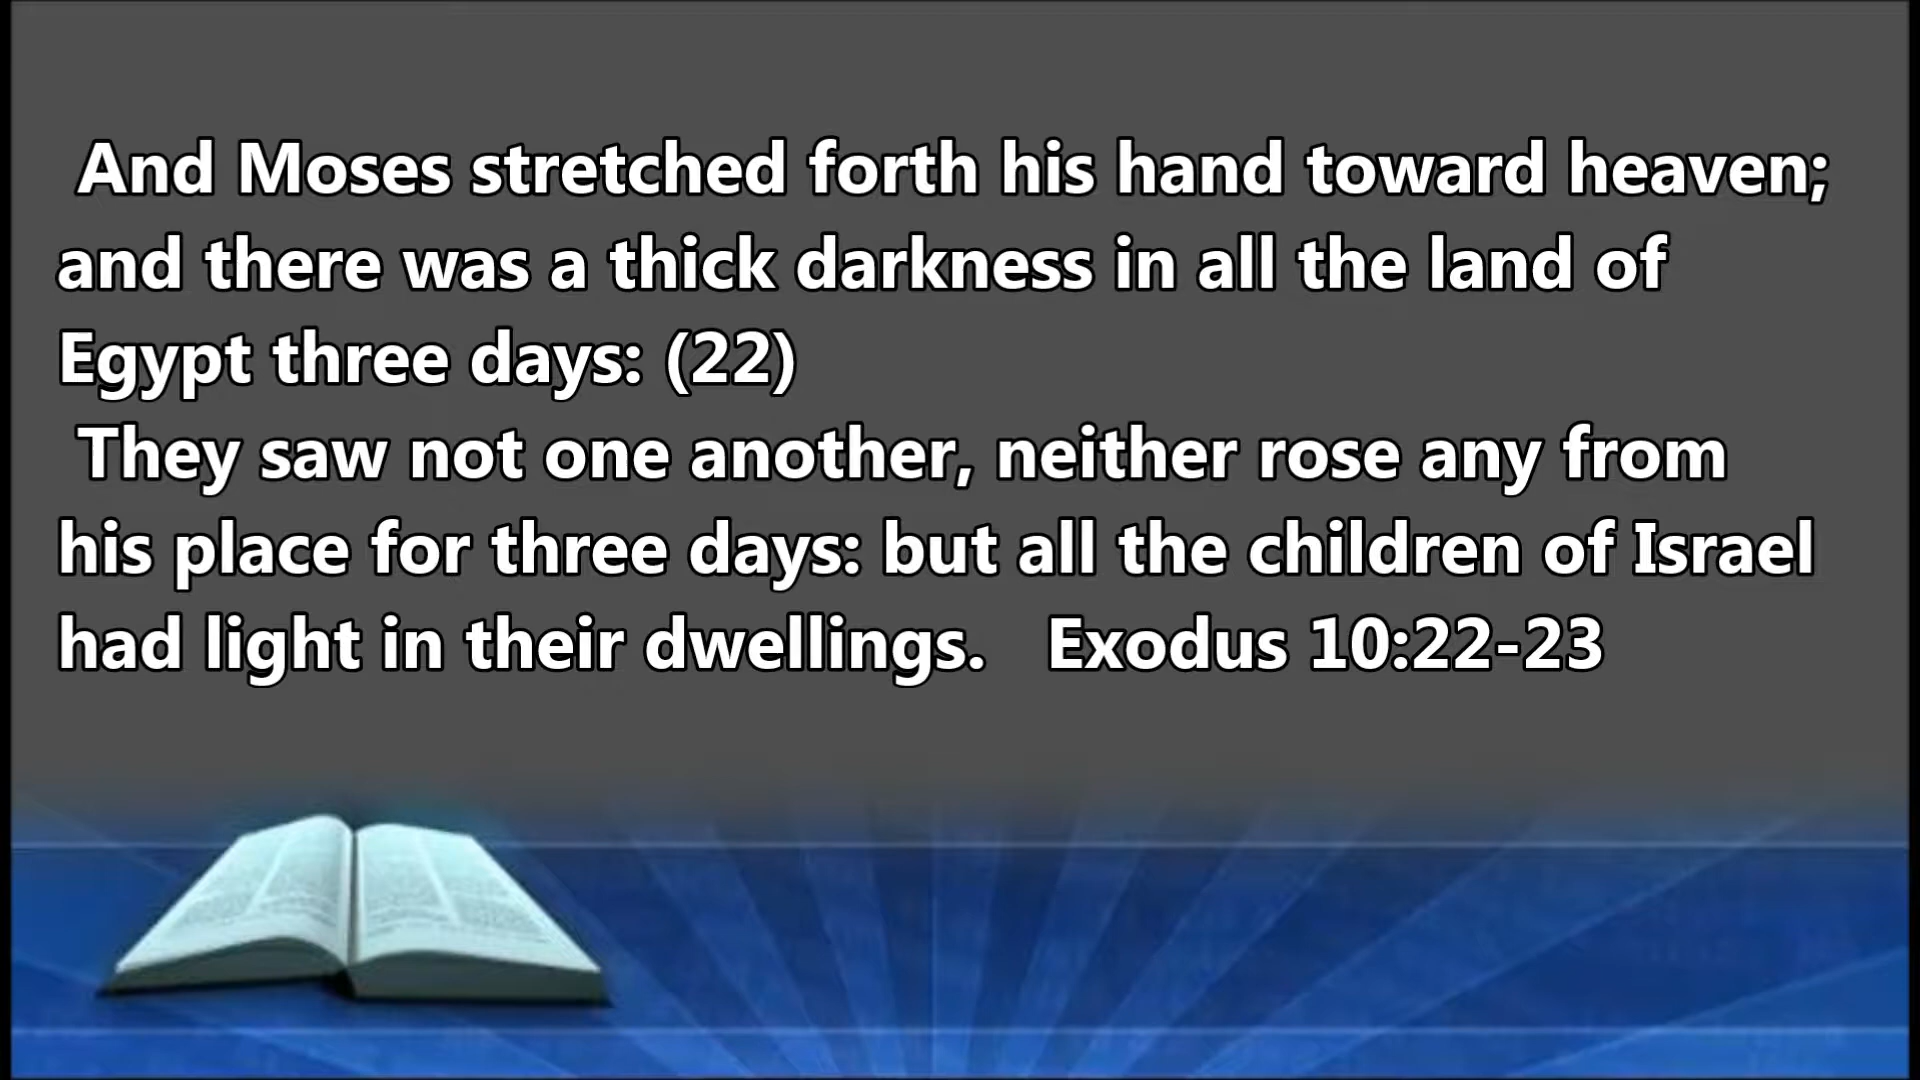 And Moses stretched forth his hand toward heaven;
and there was a thick darkness in all the land of
Egypt three days: (22)
They saw not one another, neither rose any from
his place for three days: but all the children of Israel
had light in their dwellings.   Exodus 10:22-23